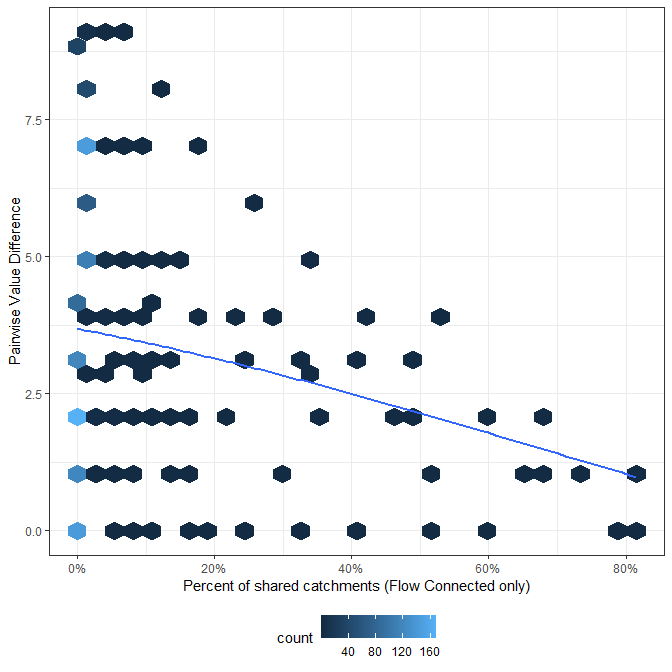 7.5
5.0
2.5
0.0
Pairwise Value Difference
0% 20% 40% 60% 80%
Percent of shared catchments (Flow Connected only)
count
40 80 120 160